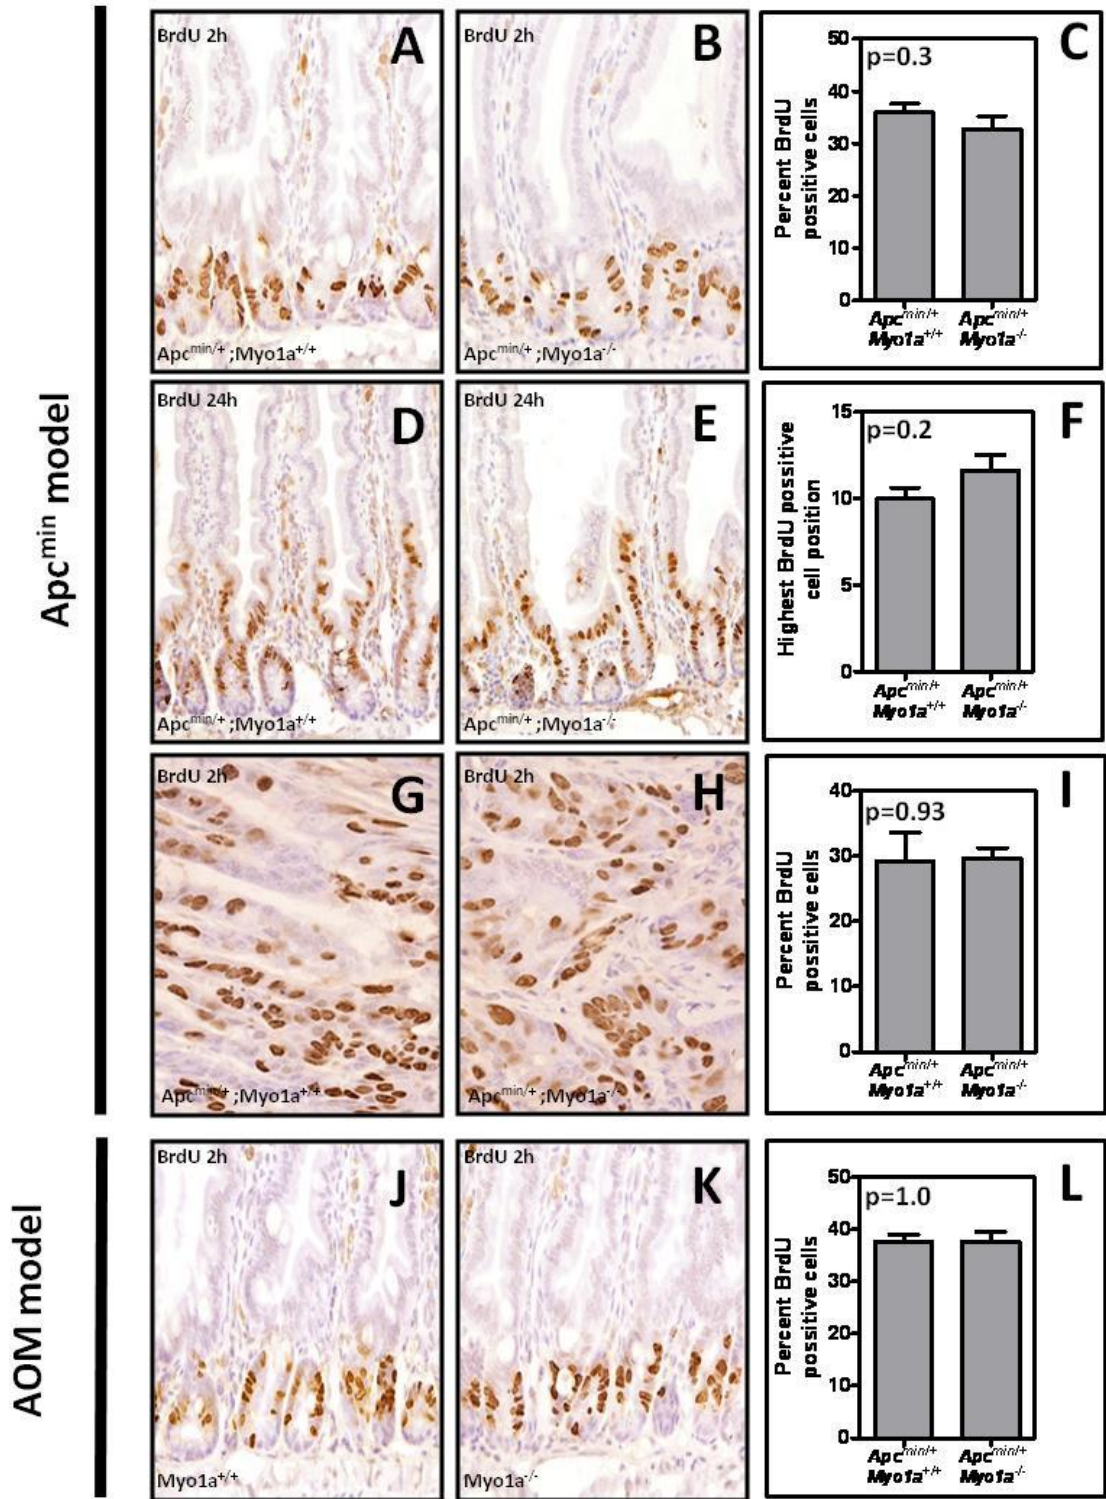 Apc^min model
BrdU 2h
A
Apc^min/+;Myo1a^+/+
BrdU 2h
B
Apc^min/+;Myo1a^-/-
C
p=0.3
Percent BrdU
possitive cells
50
40
30
20
10
0
Apc^min/+
Myo1a^+/+
Apc^min/+
Myo1a^-/-
BrdU 24h
D
Apc^min/+;Myo1a^+/+
BrdU 24h
E
Apc^min/+;Myo1a^-/-
F
p=0.2
Highest BrdU possitive
cell position
15
10
5
0
Apc^min/+
Myo1a^+/+
Apc^min/+
Myo1a^-/-
BrdU 2h
G
Apc^min/+;Myo1a^+/+
BrdU 2h
H
Apc^min/+;Myo1a^-/-
I
p=0.93
Percent BrdU
possitive cells
40
30
20
10
0
Apc^min/+
Myo1a^+/+
Apc^min/+
Myo1a^-/-
AOM model
BrdU 2h
J
Myo1a^+/+
BrdU 2h
K
Myo1a^-/-
L
p=1.0
Percent BrdU
possitive cells
50
40
30
20
10
0
Apc^min/+
Myo1a^+/+
Apc^min/+
Myo1a^-/-